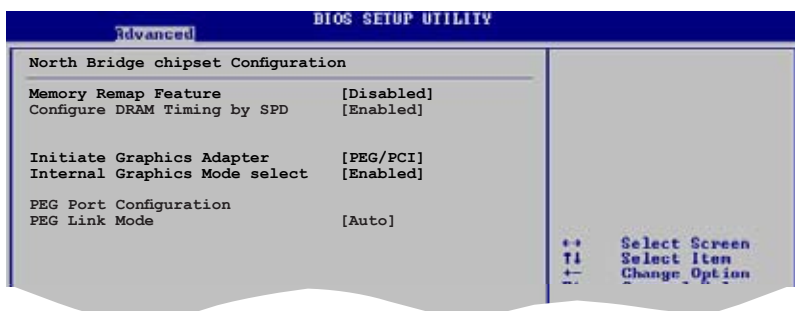 BIOS SETUP UTILITY
Advanced
North Bridge chipset Configuration
Memory Remap Feature [Disabled]
Configure DRAM Timing by SPD [Enabled]
Initiate Graphics Adapter [PEG/PCI]
Internal Graphics Mode select [Enabled]
PEG Port Configuration
PEG Link Mode [Auto]
←→ Select Screen
↑↓ Select Item
+- Change Option